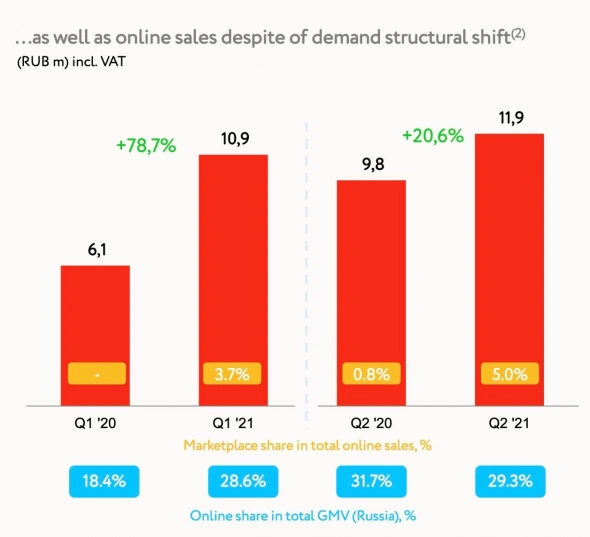 ...as well as online sales despite of demand structural shift(2)
(RUB m) incl. VAT
+78,7%
6,1
10,9
+20,6%
9,8
11,9
-
3.7%
0.8%
5.0%
Q1 '20
Q1 '21
Q2 '20
Q2 '21
Marketplace share in total online sales, %
18.4%
28.6%
31.7%
29.3%
Online share in total GMV (Russia), %